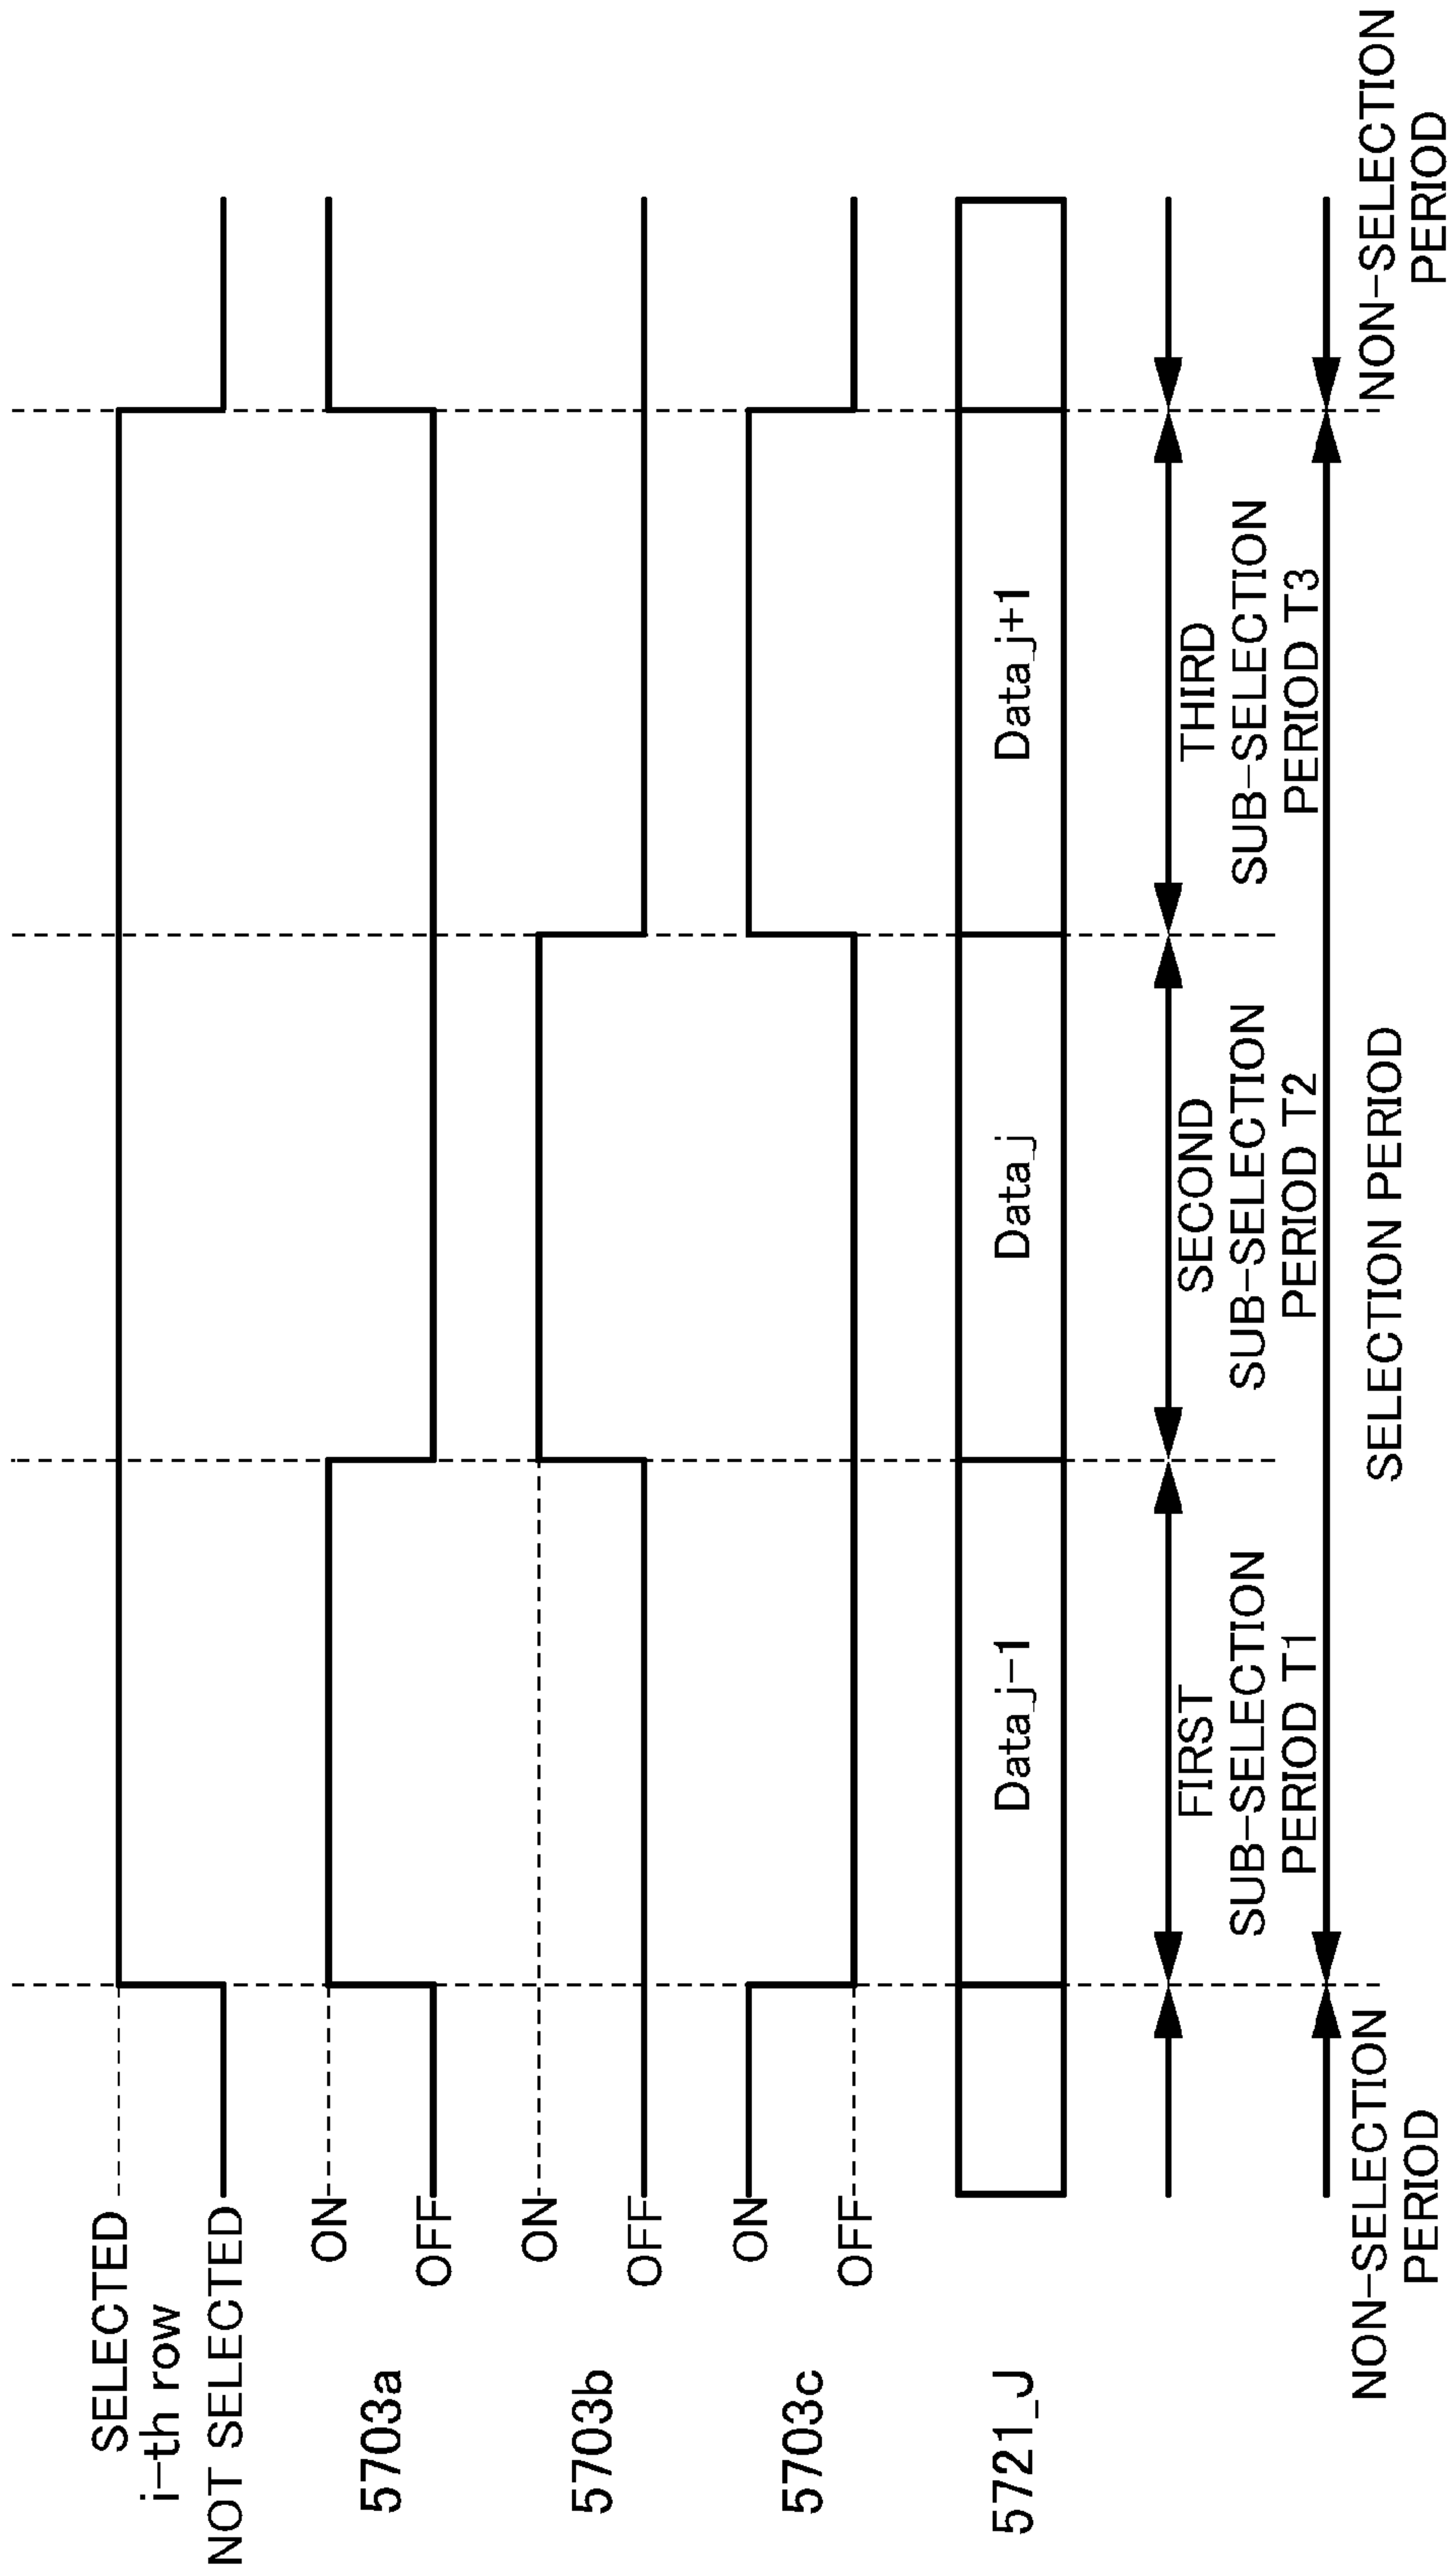 SELECTED
i-th row
NOT SELECTED
ON
5703a
OFF
ON
5703b
OFF
ON
5703c
OFF
5721_J
Data_j-1
Data_j
Data_j+1
FIRST
SUB-SELECTION
PERIOD T1
SECOND
SUB-SELECTION
PERIOD T2
THIRD
SUB-SELECTION
PERIOD T3
NON-SELECTION
PERIOD
SELECTION PERIOD
NON-SELECTION
PERIOD